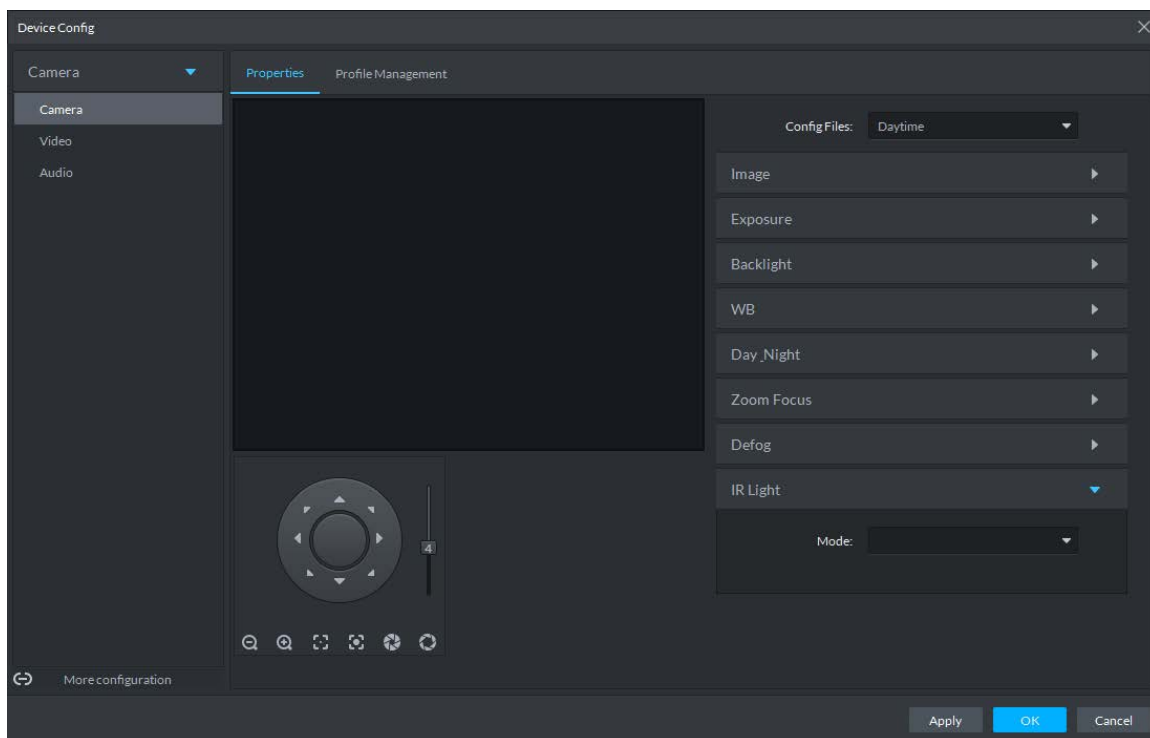 Device Config
Camera
Camera
Video
Audio
More configuration
Properties
Profile Management
Config Files: Daytime
Image
Exposure
Backlight
WB
Day_Night
Zoom Focus
Defog
IR Light
Mode:
4
Apply
OK
Cancel